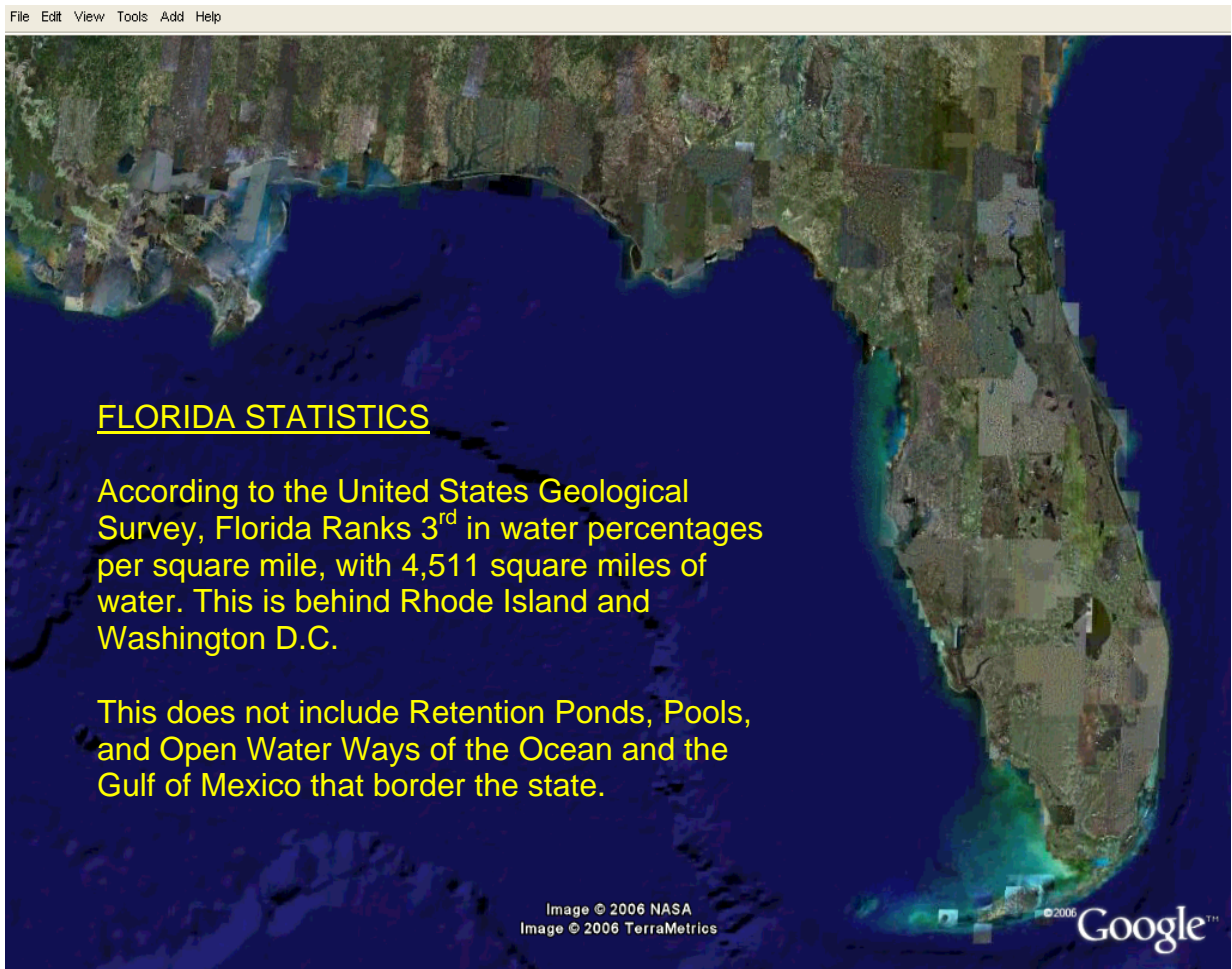 File Edit View Tools Add Help
FLORIDA STATISTICS
According to the United States Geological
Survey, Florida Ranks 3rd in water percentages
per square mile, with 4,511 square miles of
water. This is behind Rhode Island and
Washington D.C.
This does not include Retention Ponds, Pools,
and Open Water Ways of the Ocean and the
Gulf of Mexico that border the state.
Image © 2006 NASA
Image © 2006 TerraMetrics
©2006 Google™